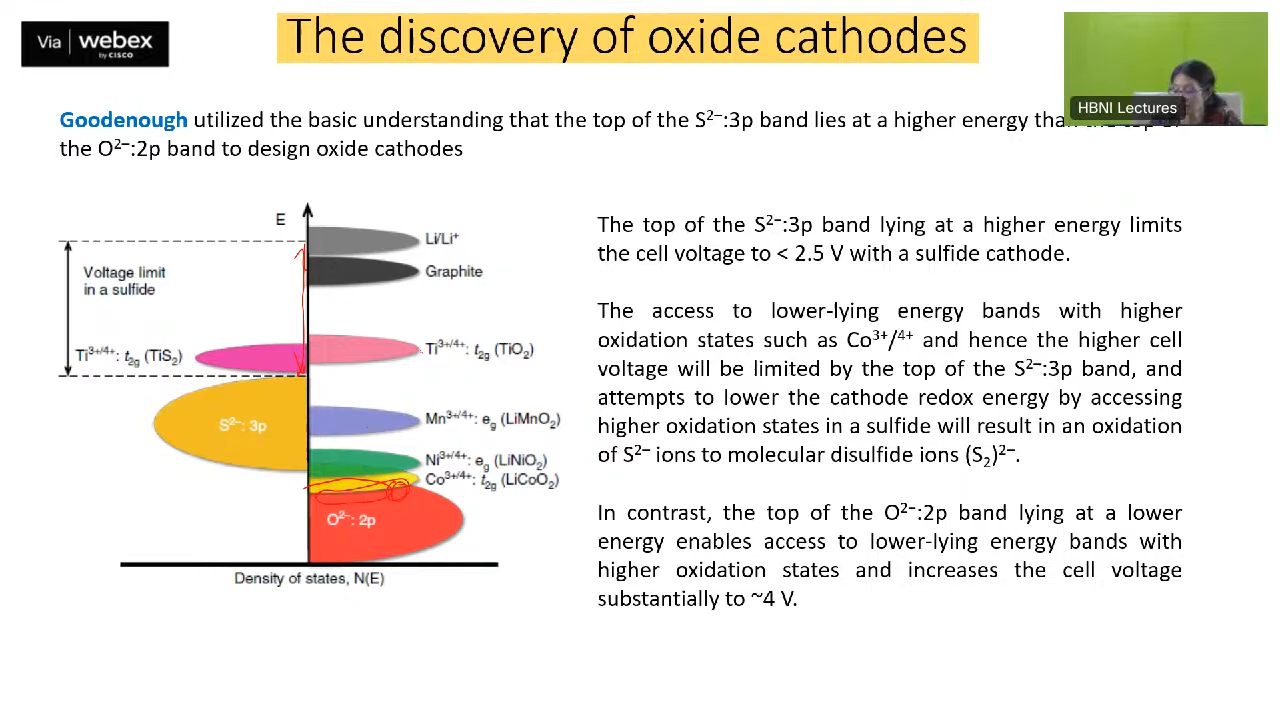 The discovery of oxide cathodes
Via | webex
by CISCO
HBNI Lectures
Goodenough utilized the basic understanding that the top of the S²⁻:3p band lies at a higher energy than the top of
the O²⁻:2p band to design oxide cathodes
E
Li/Li⁺
Graphite
Voltage limit
in a sulfide
Ti³⁺/⁴⁺: t₂g (TiS₂)
Ti³⁺/⁴⁺: t₂g (TiO₂)
S²⁻: 3p
Mn³⁺/⁴⁺: eg (LiMnO₂)
Ni³⁺/⁴⁺: eg (LiNiO₂)
Co³⁺/⁴⁺: t₂g (LiCoO₂)
O²⁻: 2p
Density of states, N(E)
The top of the S²⁻:3p band lying at a higher energy limits
the cell voltage to < 2.5 V with a sulfide cathode.
The access to lower-lying energy bands with higher
oxidation states such as Co³⁺/⁴⁺ and hence the higher cell
voltage will be limited by the top of the S²⁻:3p band, and
attempts to lower the cathode redox energy by accessing
higher oxidation states in a sulfide will result in an oxidation
of S²⁻ ions to molecular disulfide ions (S₂)²⁻.
In contrast, the top of the O²⁻:2p band lying at a lower
energy enables access to lower-lying energy bands with
higher oxidation states and increases the cell voltage
substantially to ~4 V.